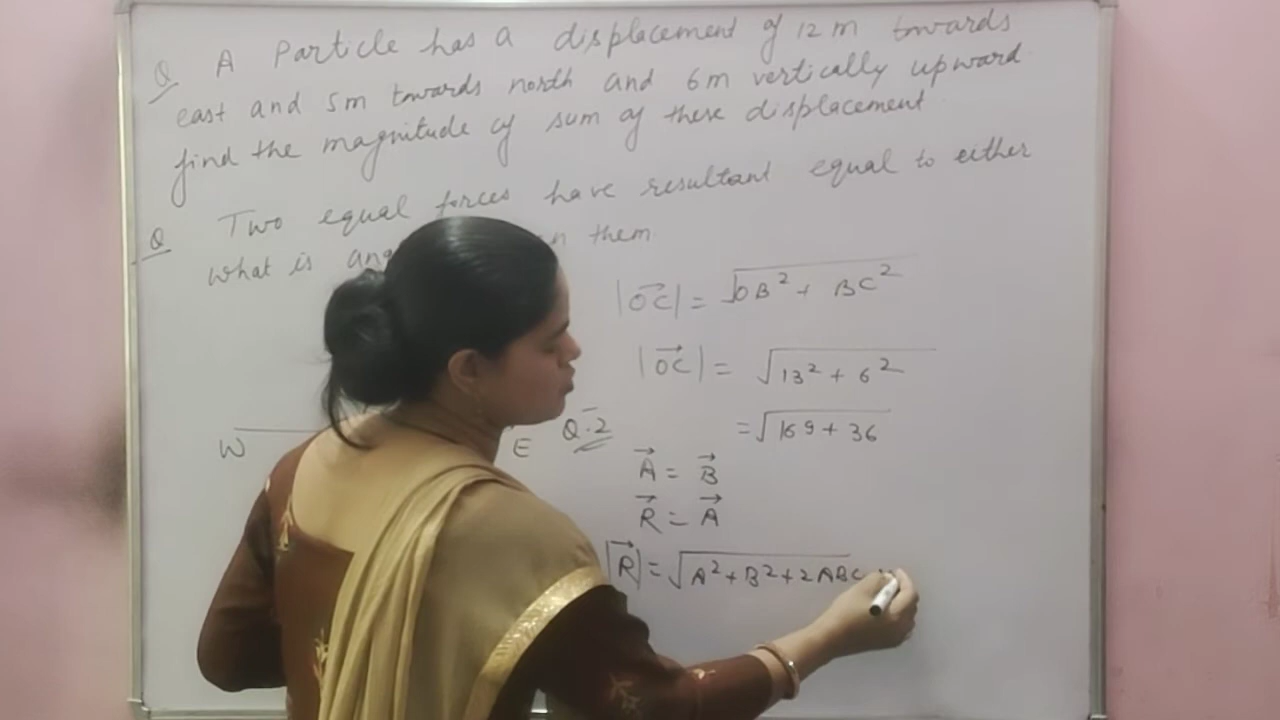 Q A Particle has a displacement of 12 m towards
east and 5m towards north and 6m vertically upward
find the magnitude of sum of these displacement
Q Two equal forces have resultant equal to either
what is them
|OC| = √OB² + BC²
|OC| = √13² + 6²
= √169 + 36
W E Q.2
A = B
R = A
|R| = √A² + B² + 2AB